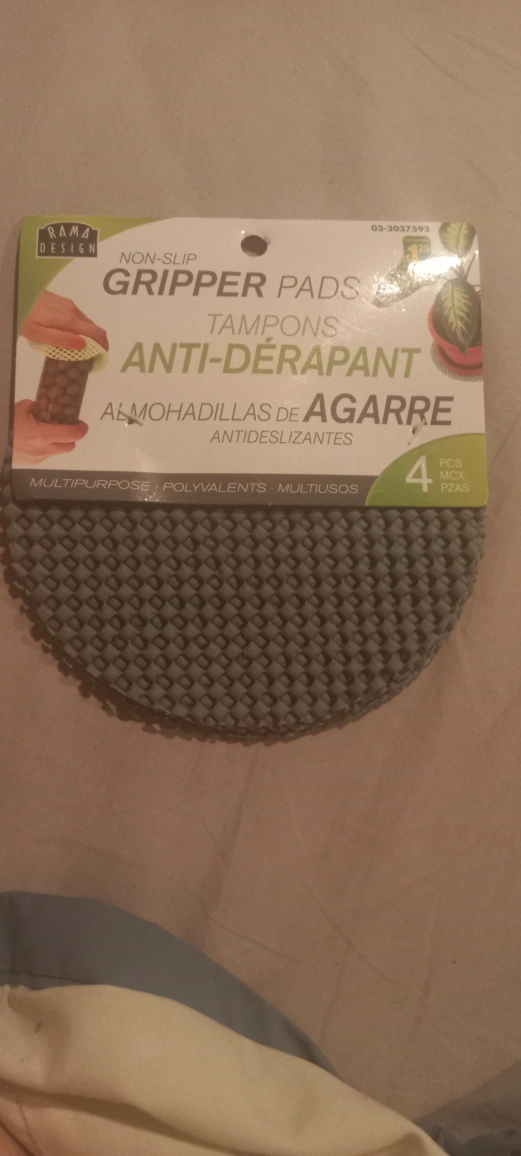 RAMA
DESIGN
03-3037592
NON-SLIP
GRIPPER PADS
TAMPONS
ANTI-DÉRAPANT
ALMOHADILLAS DE AGARRE
ANTIDESLIZANTES
MULTIPURPOSE · POLYVALENTS · MULTIUSOS
4 PCS
MCX
PZAS